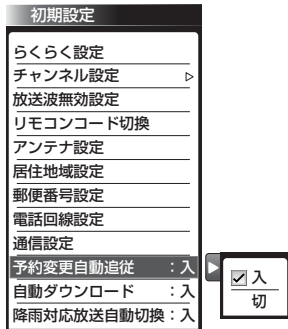 初期設定
らくらく設定
チャンネル設定 ▷
放送波無効設定
リモコンコード切換
アンテナ設定
居住地域設定
郵便番号設定
電話回線設定
通信設定
予約変更自動追従 ：入
自動ダウンロード ：入
降雨対応放送自動切換：入
入
切